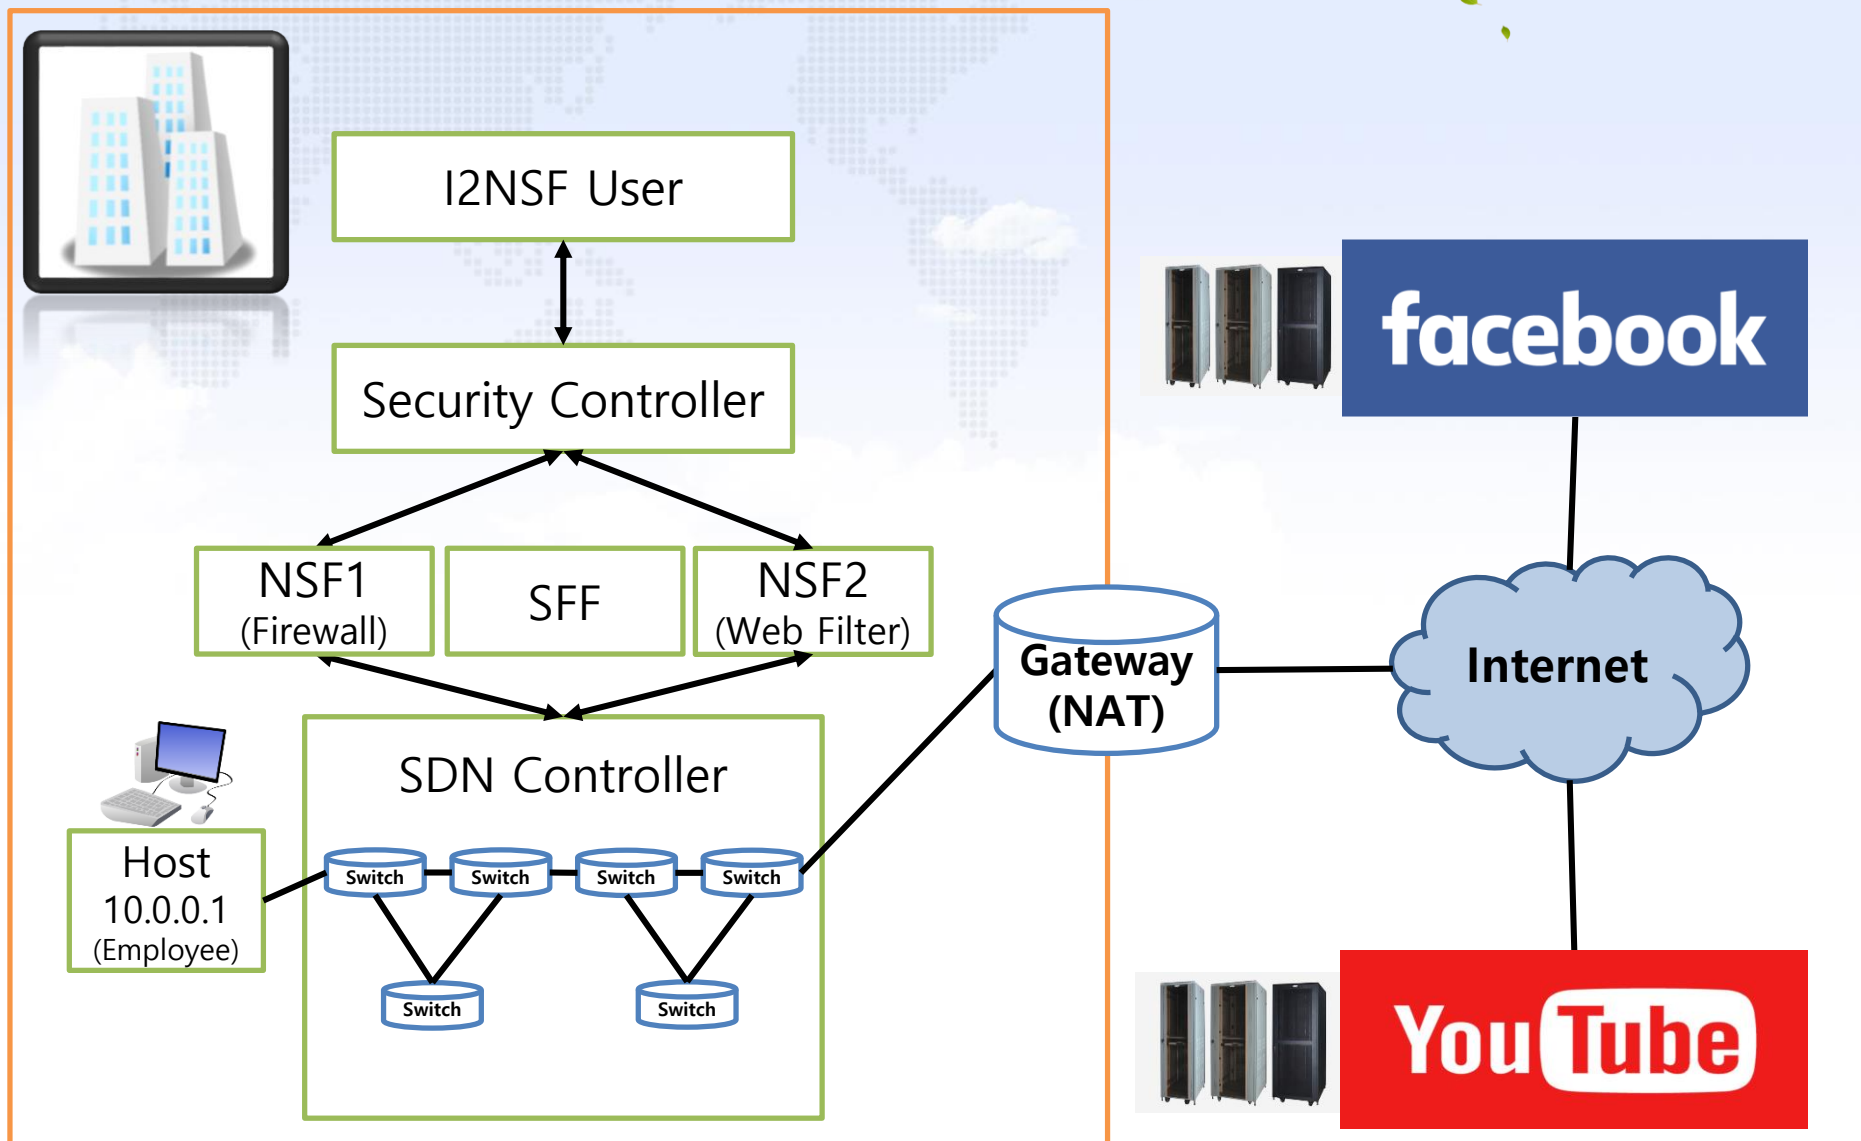 I2NSF User
Security Controller
NSF1
(Firewall)
SFF
NSF2
(Web Filter)
SDN Controller
Host
10.0.0.1
(Employee)
Switch
Switch
Switch
Switch
Switch
Switch
Gateway
(NAT)
Internet
facebook
YouTube